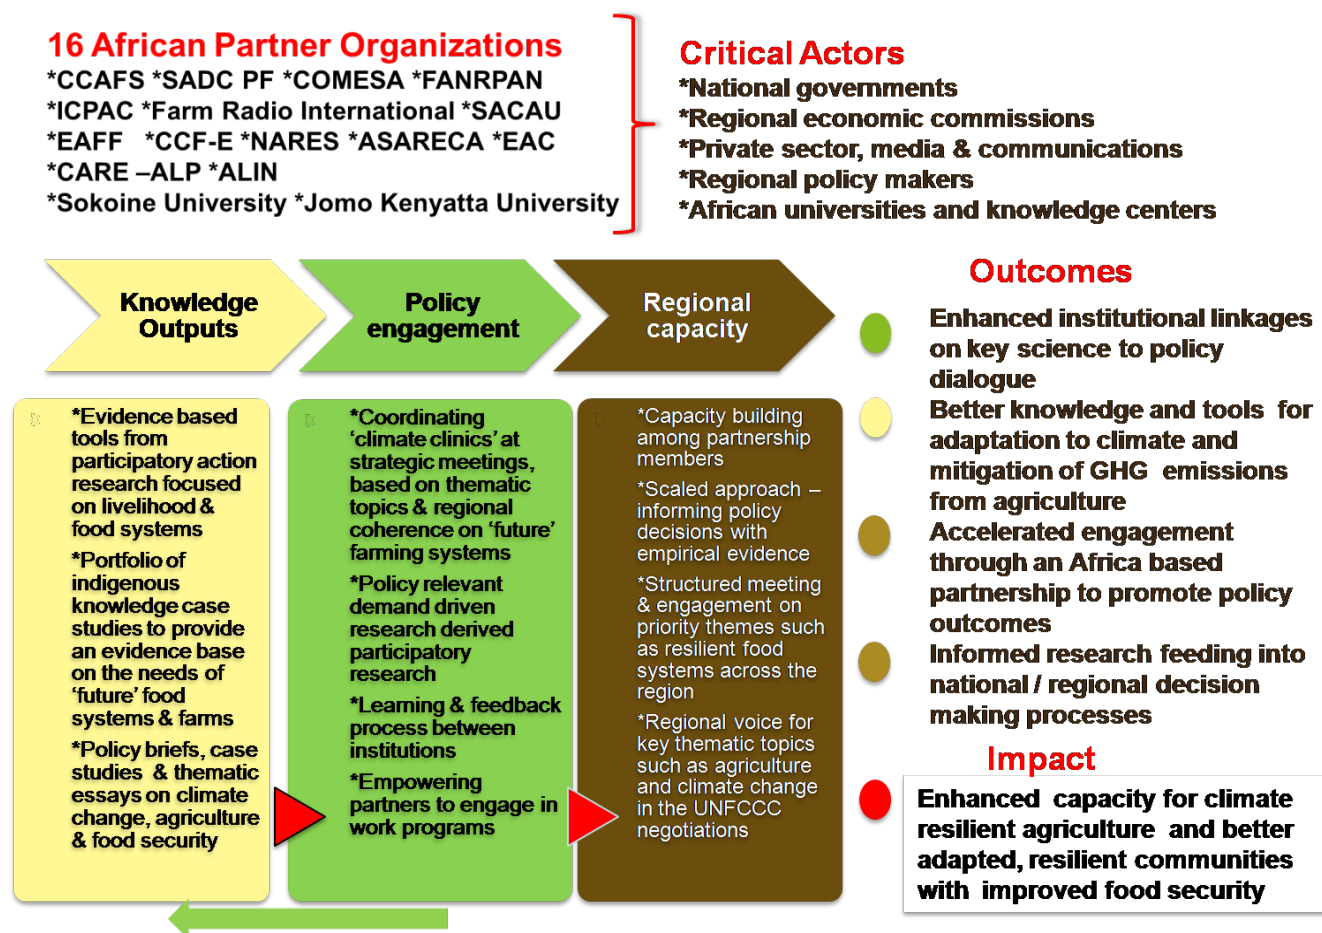 16 African Partner Organizations
*CCAFS *SADC PF *COMESA *FANRPAN
*ICPAC *Farm Radio International *SACAU
*EAFF *CCF-E *NARES *ASARECA *EAC
*CARE –ALP *ALIN
*Sokoine University *Jomo Kenyatta University
Critical Actors
*National governments
*Regional economic commissions
*Private sector, media & communications
*Regional policy makers
*African universities and knowledge centers
Knowledge
Outputs
Policy
engagement
Regional
capacity
*Evidence based
tools from
participatory action
research focused
on livelihood &
food systems
*Portfolio of
indigenous
knowledge case
studies to provide
an evidence base
on the needs of
‘future’ food
systems & farms
*Policy briefs, case
studies & thematic
essays on climate
change, agriculture
& food security
*Coordinating
‘climate clinics’ at
strategic meetings,
based on thematic
topics & regional
coherence on ‘future’
farming systems
*Policy relevant
demand driven
research derived
participatory
research
*Learning & feedback
process between
institutions
*Empowering
partners to engage in
work programs
*Capacity building
among partnership
members
*Scaled approach –
informing policy
decisions with
empirical evidence
*Structured meeting
& engagement on
priority themes such
as resilient food
systems across the
region
*Regional voice for
key thematic topics
such as agriculture
and climate change
in the UNFCCC
negotiations
Outcomes
Enhanced institutional linkages
on key science to policy
dialogue
Better knowledge and tools for
adaptation to climate and
mitigation of GHG emissions
from agriculture
Accelerated engagement
through an Africa based
partnership to promote policy
outcomes
Informed research feeding into
national / regional decision
making processes
Impact
Enhanced capacity for climate
resilient agriculture and better
adapted, resilient communities
with improved food security